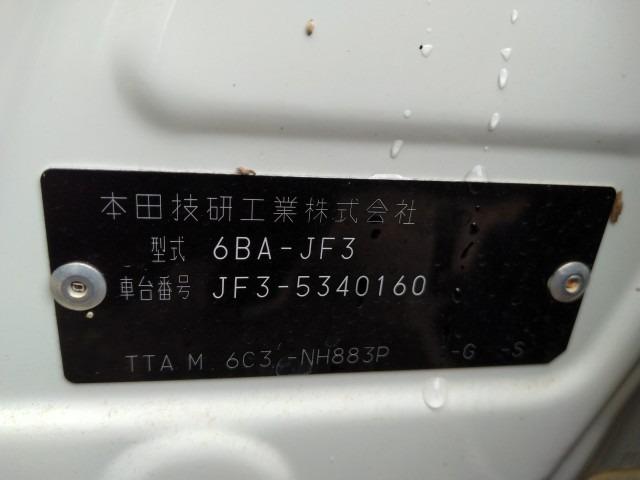 本田技研工業株式会社
型式 6BA-JF3
車台番号 JF3-5340160
TTA M 6C3 -NH883P -G -S